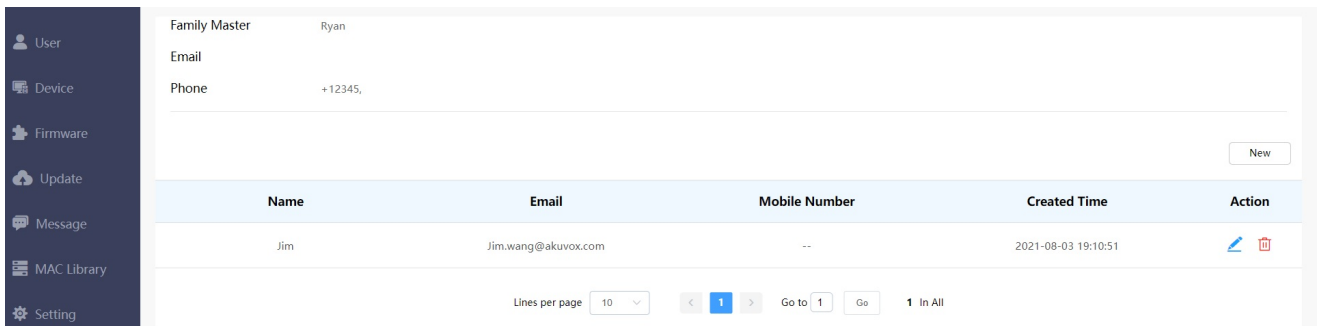 User
Device
Firmware
Update
Message
MAC Library
Setting
Family Master Ryan
Email
Phone +12345,
New
Name Email Mobile Number Created Time Action
Jim Jim.wang@akuvox.com -- 2021-08-03 19:10:51
Lines per page 10 < 1 > Go to 1 Go 1 In All